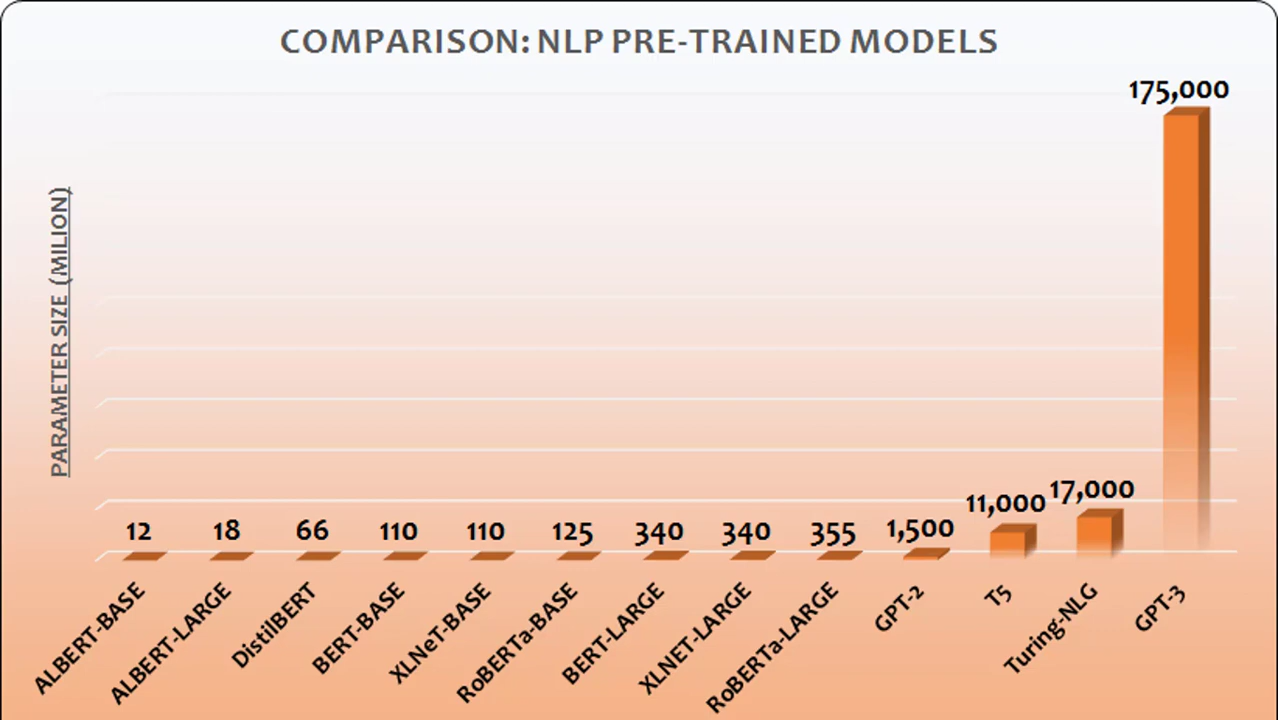 COMPARISON: NLP PRE-TRAINED MODELS
PARAMETER SIZE (MILION)
12
18
66
110
110
125
340
340
355
1,500
11,000
17,000
175,000
ALBERT-BASE
ALBERT-LARGE
DistilBERT
BERT-BASE
XLNeT-BASE
RoBERTa-BASE
BERT-LARGE
XLNET-LARGE
RoBERTa-LARGE
GPT-2
T5
Turing-NLG
GPT-3